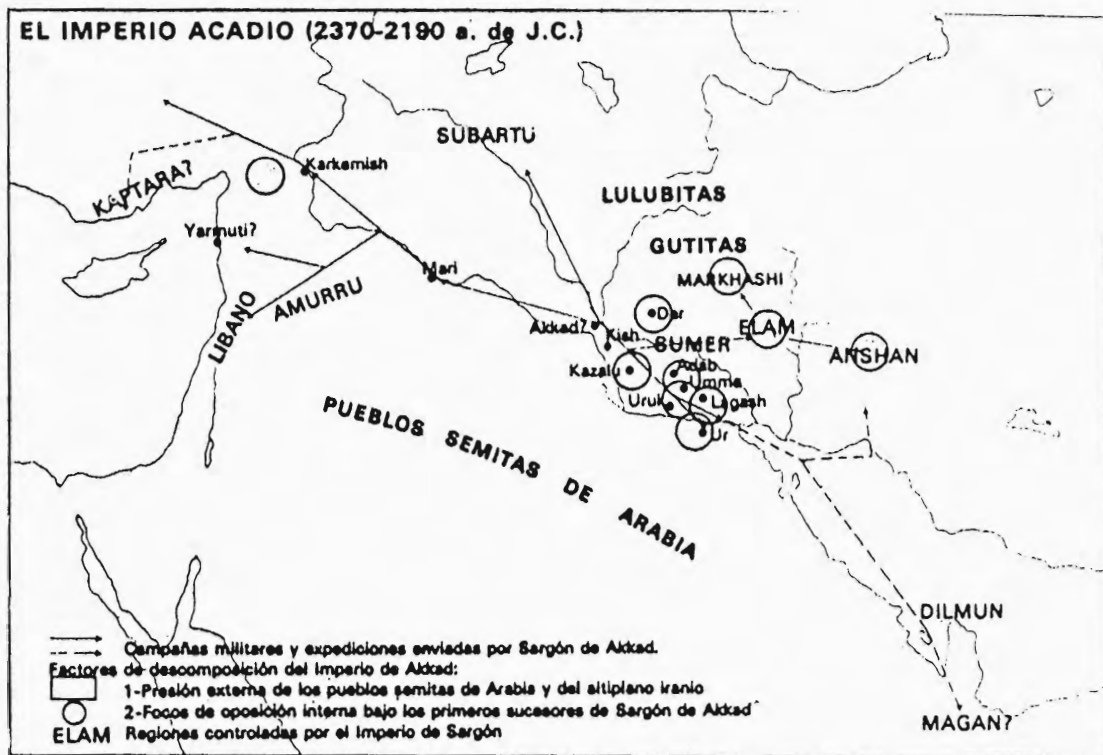 EL IMPERIO ACADIO (2370-2190 a. de J.C.)
SUBARTU
KAPTARA?
Karkemish
LULUBITAS
Yarmuti?
GUTITAS
Mari
MARKHASHI
AMURRU
LIBANO
Akkad?
Dar
ELAM
Kish
SUMER
ANSHAN
Kazalu
Adab
Umma
Uruk
Lagash
Ur
PUEBLOS SEMITAS DE ARABIA
DILMUN
Campañas militares y expediciones enviadas por Sargón de Akkad.
Factores de descomposición del Imperio de Akkad:
1-Presión externa de los pueblos semitas de Arabia y del altiplano iranio
2-Focos de oposición interna bajo los primeros sucesores de Sargón de Akkad
ELAM Regiones controladas por el Imperio de Sargón
MAGAN?